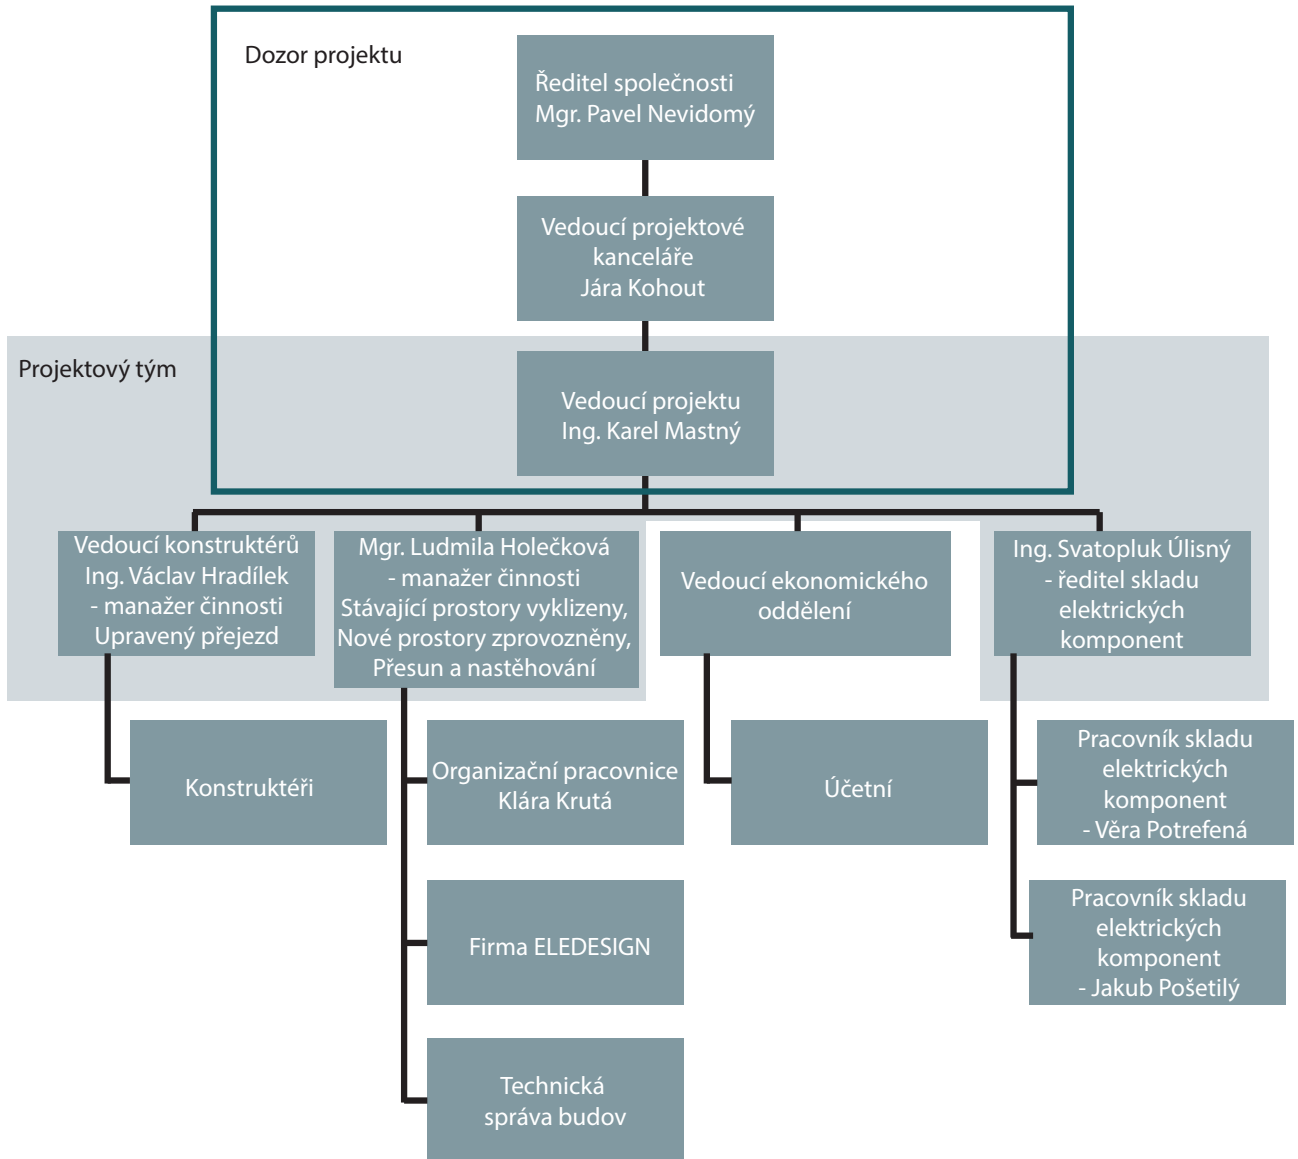 Dozor projektu
Ředitel společnosti
Mgr. Pavel Nevidomý
Vedoucí projektové
kanceláře
Jára Kohout
Projektový tým
Vedoucí projektu
Ing. Karel Mastný
Vedoucí konstruktérů
Ing. Václav Hradílek
- manažer činnosti
Upravený přejezd
Mgr. Ludmila Holečková
- manažer činnosti
Stávající prostory vyklizeny,
Nové prostory zprovozněny,
Přesun a nastěhování
Vedoucí ekonomického
oddělení
Ing. Svatopluk Úlisný
- ředitel skladu
elektrických
komponent
Konstruktéři
Organizační pracovnice
Klára Krutá
Účetní
Pracovník skladu
elektrických
komponent
- Věra Potrefená
Firma ELEDESIGN
Pracovník skladu
elektrických
komponent
- Jakub Pošetilý
Technická
správa budov